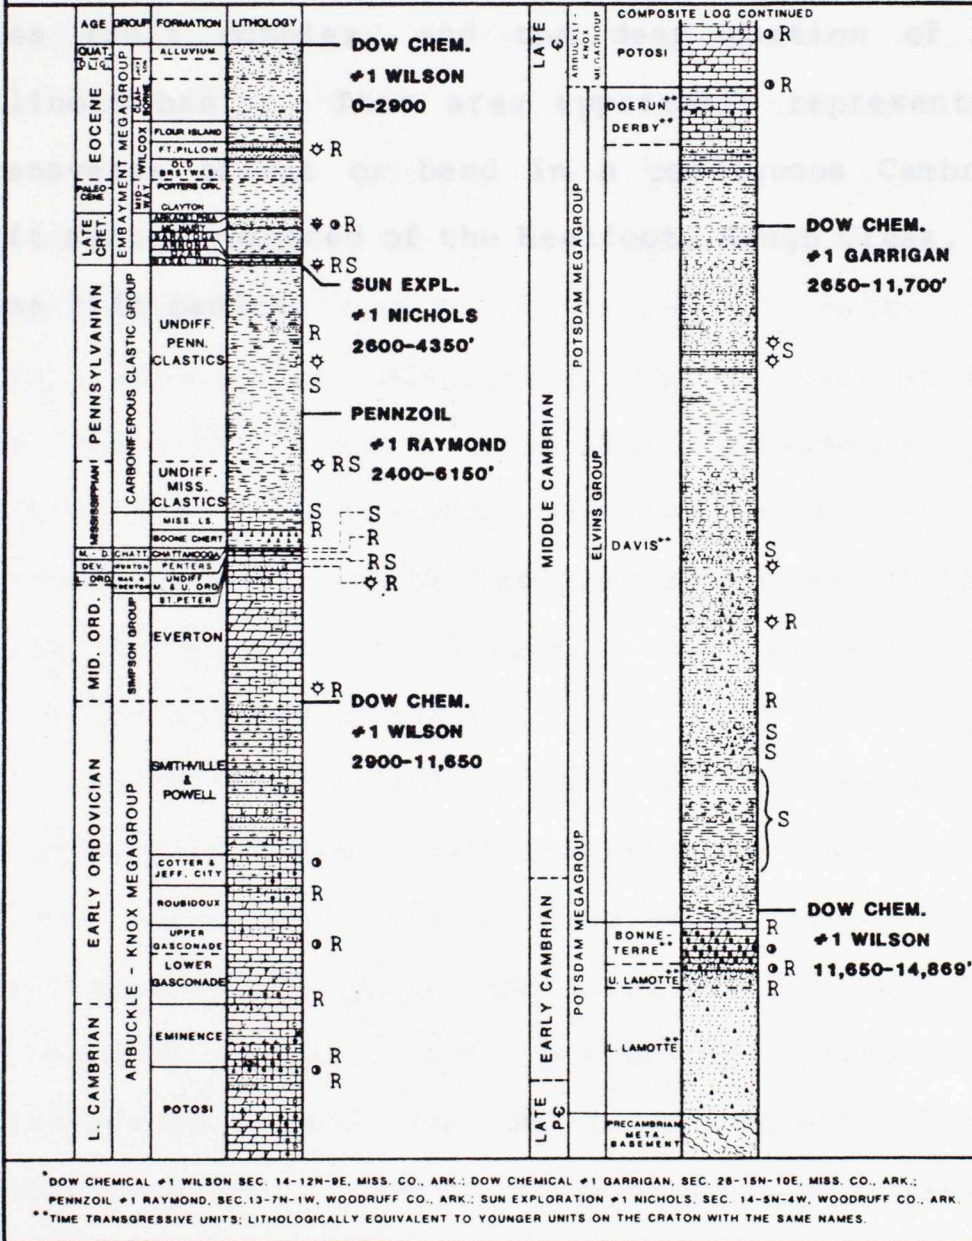 AGE GROUP FORMATION LITHOLOGY
QUAT.
EOCENE
LATE CRET.
PENNSYLVANIAN
MISSISSIPPIAN
M. - D.
DEV.
MID. ORD.
EARLY ORDOVICIAN
L. CAMBRIAN
EMBAYMENT MEGAGROUP
WILCOX
CARBONIFEROUS CLASTIC GROUP
CHATT
SIMPSON GROUP
ARBUCKLE - KNOX MEGAGROUP
ALLUVIUM
FLOUR ISLAND
FT. PILLOW
OLD
PORTERS CRK.
CLAYTON
UNDIFF.
PENN.
CLASTICS
UNDIFF.
MISS.
CLASTICS
MISS. LS.
BOONE CHERT
CHATTANOOGA
PENTERS
UNDIFF
M. & U. ORD
ST. PETER
EVERTON
SMITHVILLE
&
POWELL
COTTER &
JEFF. CITY
ROUBIDOUX
UPPER
GASCONADE
LOWER
GASCONADE
EMINENCE
POTOSI
DOW CHEM.
#1 WILSON
0-2900
R
R
RS
SUN EXPL.
#1 NICHOLS
2600-4350'
R
S
PENNZOIL
#1 RAYMOND
2400-6150'
RS
S S
R R
RS
R
R
DOW CHEM.
#1 WILSON
2900-11,650
R
R
R
R
R
COMPOSITE LOG CONTINUED
LATE Є
ARBUCKLE-KNOX MEGAGROUP
MIDDLE CAMBRIAN
EARLY CAMBRIAN
LATE PЄ
POTSDAM MEGAGROUP
ELVINS GROUP
POTSDAM MEGAGROUP
POTOSI
DOERUN**
DERBY**
DAVIS**
BONNE-
TERRE**
U. LAMOTTE**
L. LAMOTTE**
PRECAMBRIAN
META.
BASEMENT
R
R
DOW CHEM.
#1 GARRIGAN
2650-11,700'
S
S
R
R
S
S
S
DOW CHEM.
#1 WILSON
11,650-14,869'
R
R
R
*DOW CHEMICAL #1 WILSON SEC. 14-12N-9E, MISS. CO., ARK.; DOW CHEMICAL #1 GARRIGAN, SEC. 28-15N-10E, MISS. CO., ARK.;
PENNZOIL #1 RAYMOND, SEC.13-7N-1W, WOODRUFF CO., ARK.; SUN EXPLORATION #1 NICHOLS, SEC. 14-5N-4W, WOODRUFF CO., ARK.
**TIME TRANSGRESSIVE UNITS; LITHOLOGICALLY EQUIVALENT TO YOUNGER UNITS ON THE CRATON WITH THE SAME NAMES.